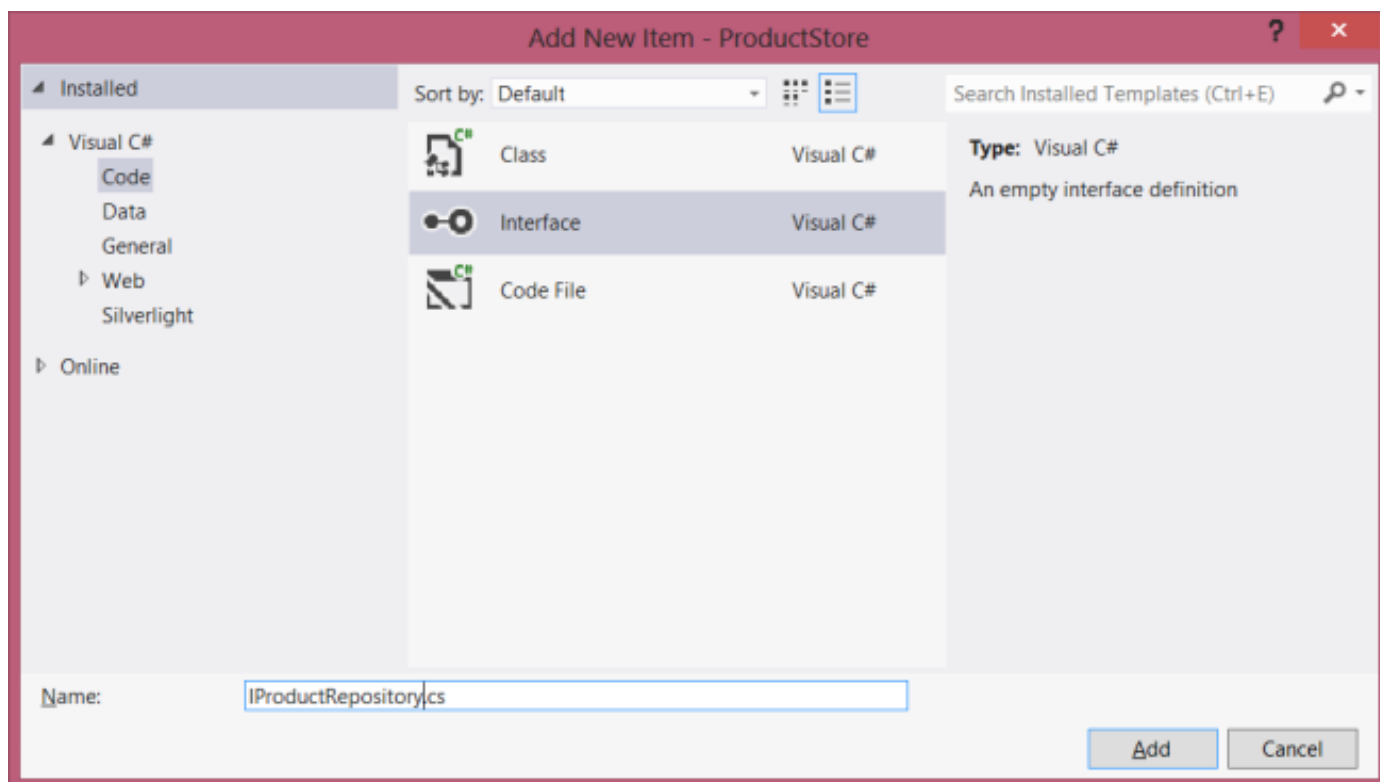 Add New Item - ProductStore
?
×
Installed
Sort by: Default
Search Installed Templates (Ctrl+E)
Visual C#
Code
Data
General
Web
Silverlight
Online
C# Class Visual C#
Interface Visual C#
C# Code File Visual C#
Type: Visual C#
An empty interface definition
Name: IProductRepository.cs
Add Cancel